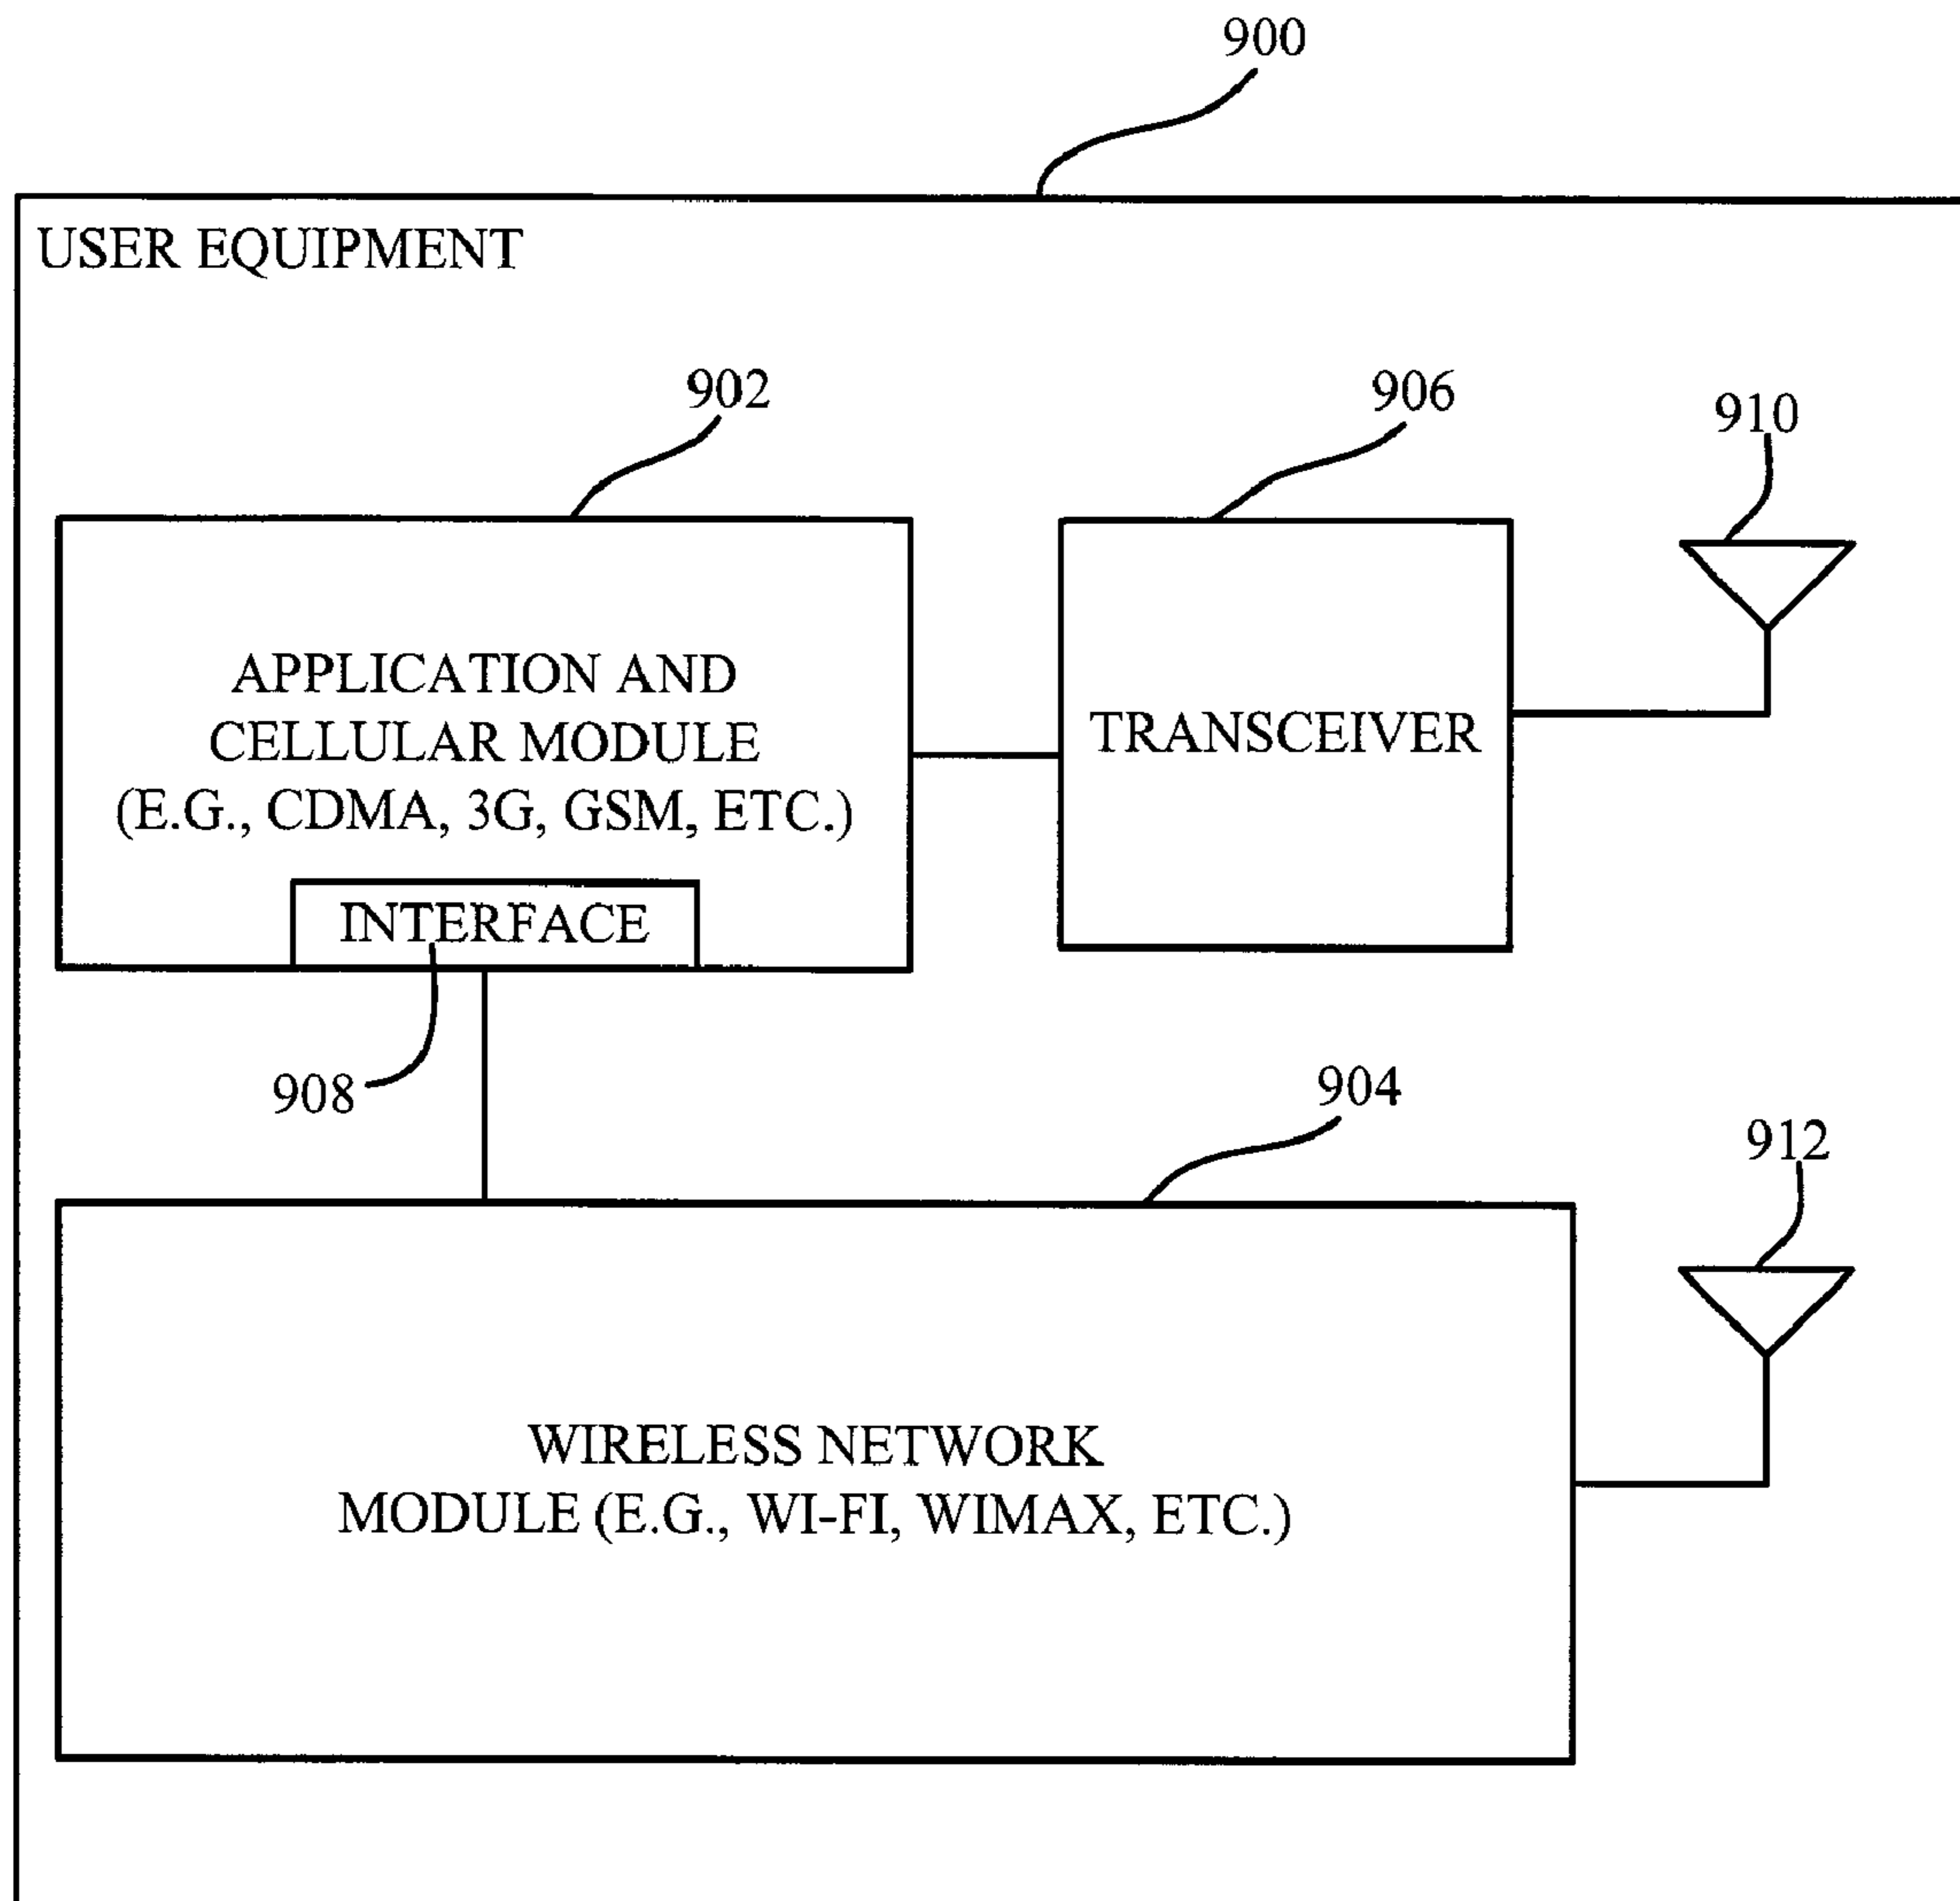 900
USER EQUIPMENT
902
906
910
APPLICATION AND
CELLULAR MODULE
(E.G., CDMA, 3G, GSM, ETC.)
TRANSCEIVER
INTERFACE
908
904
912
WIRELESS NETWORK
MODULE (E.G., WI-FI, WIMAX, ETC.)